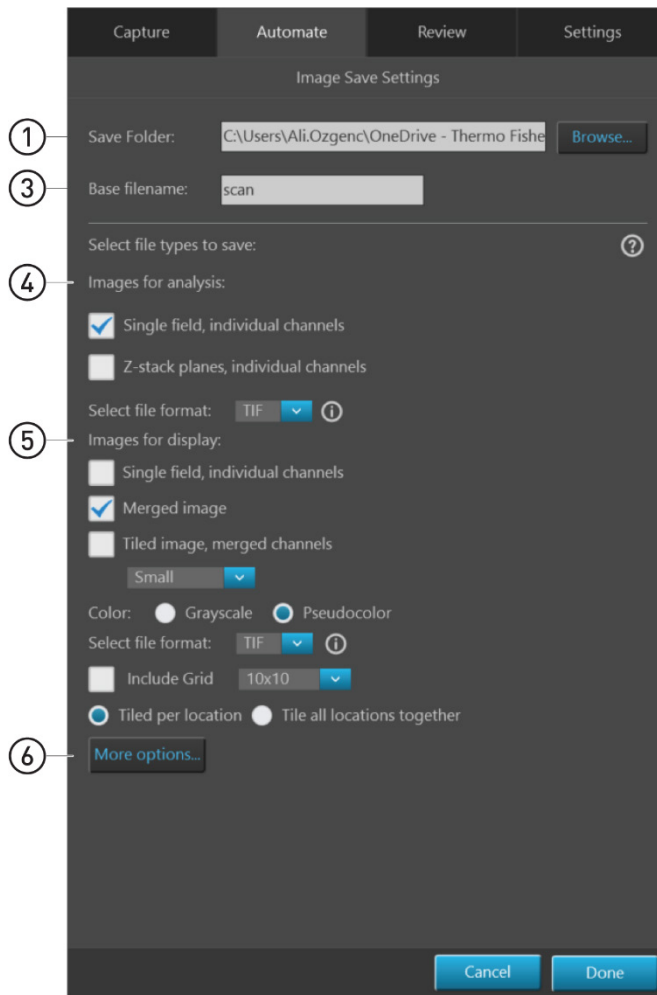 Capture Automate Review Settings
Image Save Settings
1 Save Folder: C:\Users\Ali.Ozgenc\OneDrive - Thermo Fishe Browse...
3 Base filename: scan
Select file types to save: ?
4 Images for analysis:
Single field, individual channels
Z-stack planes, individual channels
Select file format: TIF i
5 Images for display:
Single field, individual channels
Merged image
Tiled image, merged channels
Small
Color: Grayscale Pseudocolor
Select file format: TIF i
Include Grid 10x10
Tiled per location Tile all locations together
6 More options...
Cancel Done